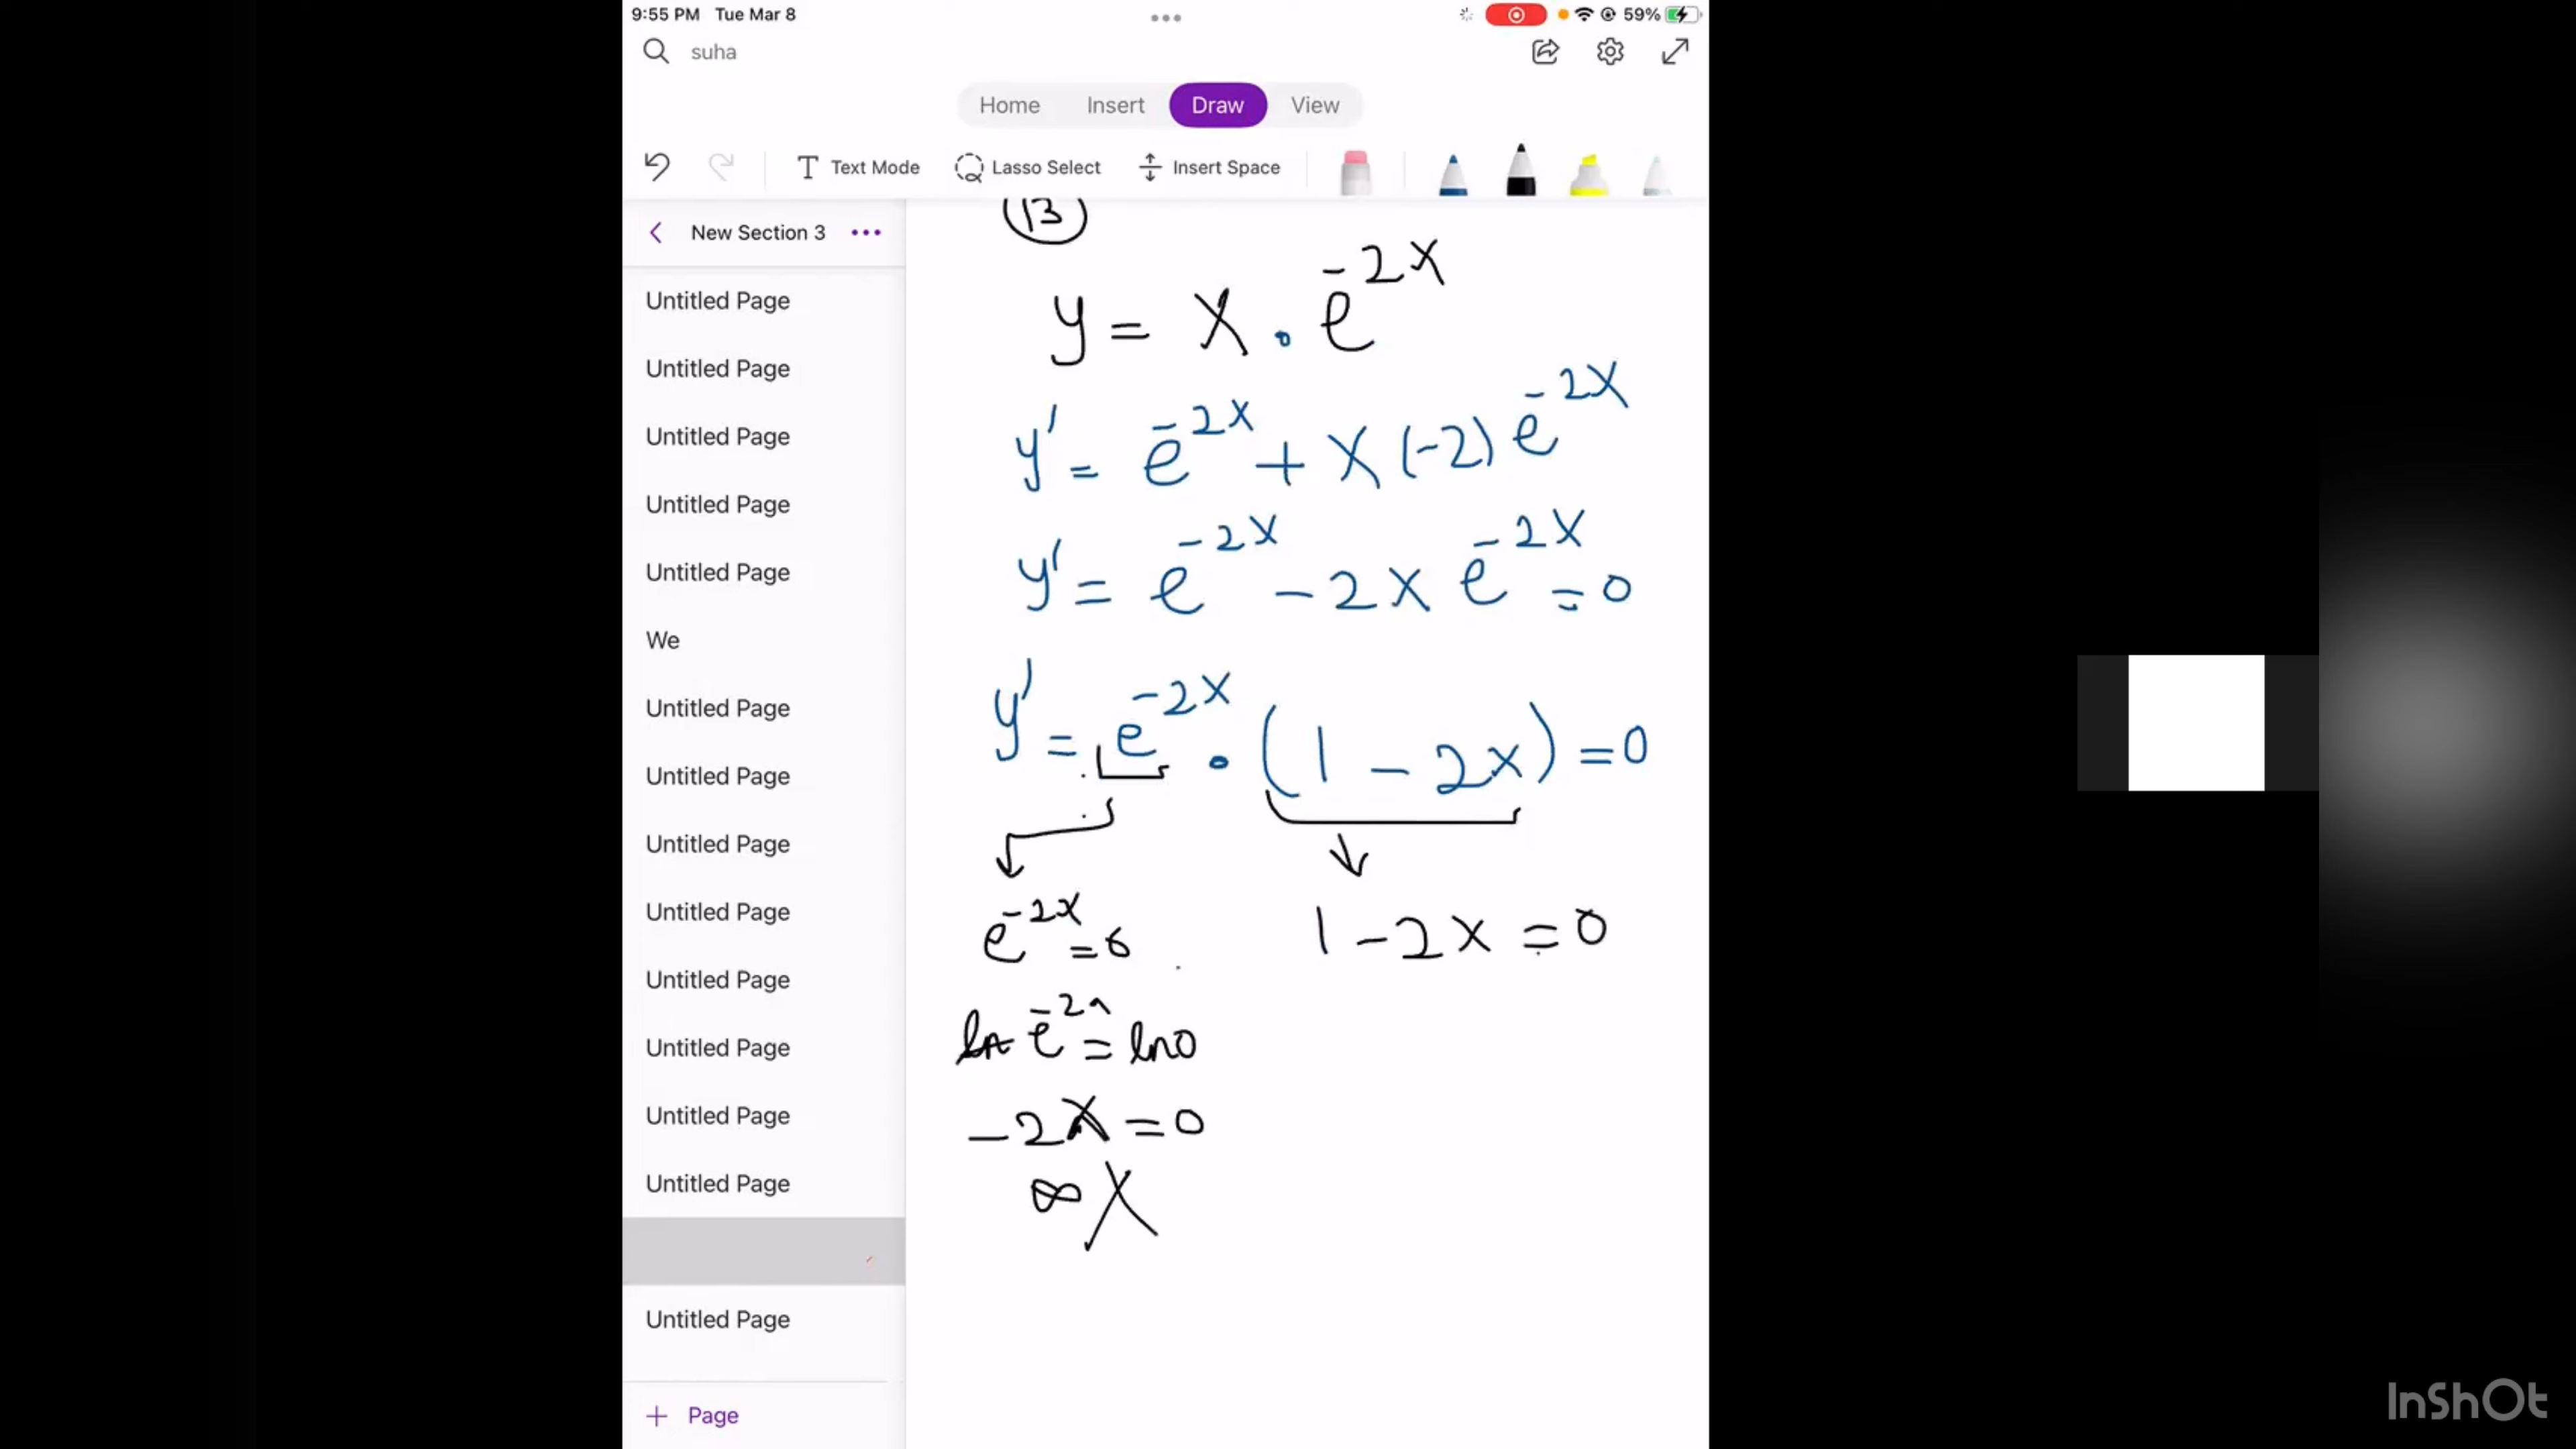 9:55 PM Tue Mar 8
59%
suha
Home Insert Draw View
Text Mode Lasso Select Insert Space
New Section 3
Untitled Page
Untitled Page
Untitled Page
Untitled Page
Untitled Page
We
Untitled Page
Untitled Page
Untitled Page
Untitled Page
Untitled Page
Untitled Page
Untitled Page
Untitled Page
Untitled Page
+ Page
13
y = x · e^-2x
y' = e^-2x + x (-2) e^-2x
y' = e^-2x - 2x e^-2x = 0
y' = e^-2x · (1 - 2x) = 0
e^-2x = 0 1 - 2x = 0
ln e^-2x = ln 0
-2x = 0
∞ X
InShOt